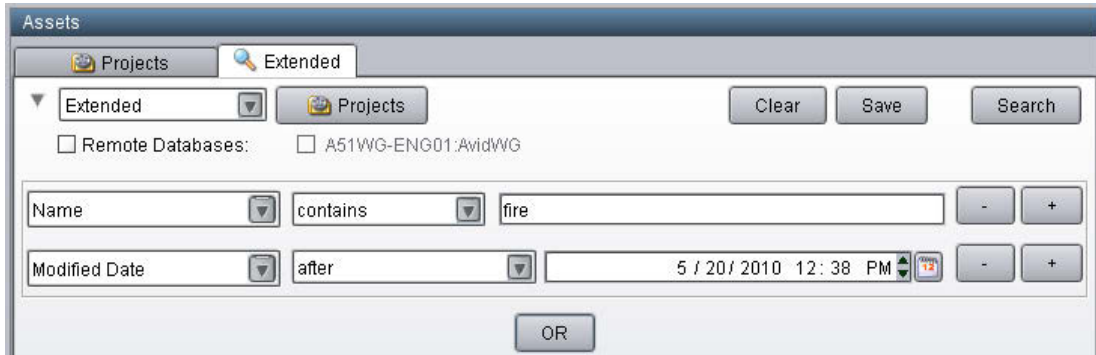 Assets
Projects Extended
Extended Projects Clear Save Search
Remote Databases: A51WG-ENG01:AvidWG
Name contains fire - +
Modified Date after 5 / 20 / 2010 12 : 38 PM 12 - +
OR